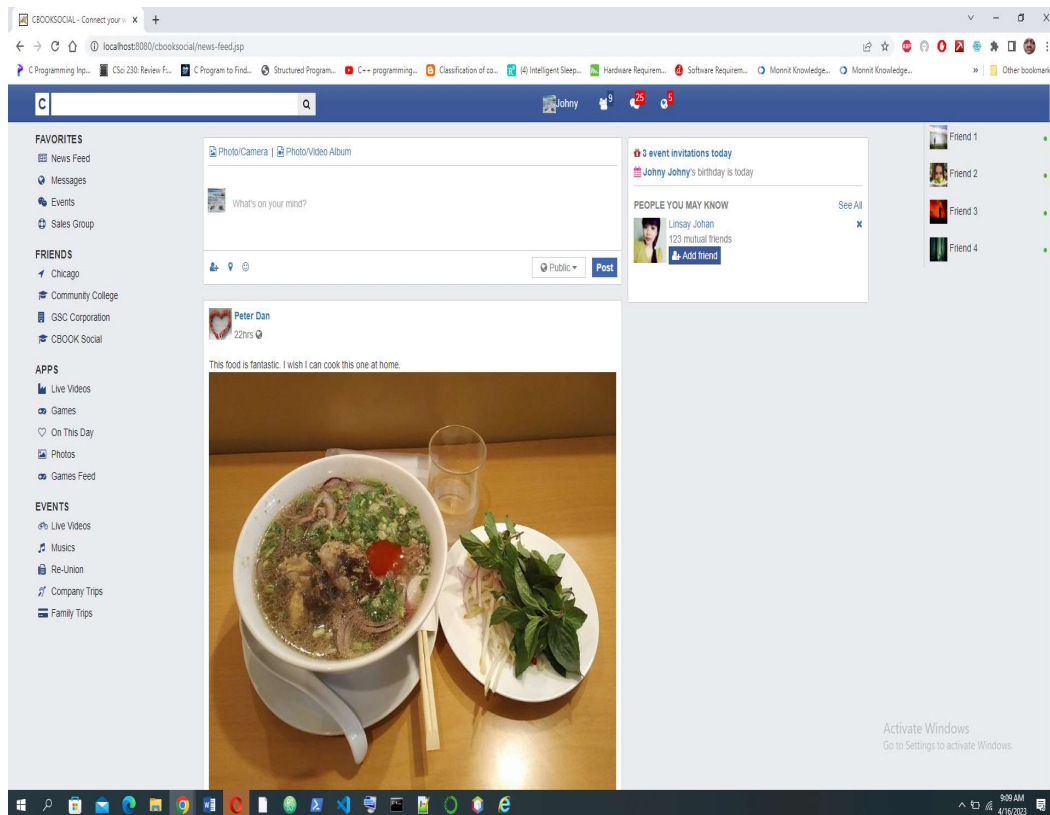 CBOOKSOCIAL - Connect your w
localhost:8080/cbooksocial/news-feed.jsp
C Programming Inp... CSci 230: Review Fi... C Program to Find... Structured Program... C++ programming... Classification of co... (4) Intelligent Sleep... Hardware Requirem... Software Requirem... Monnit Knowledge... Monnit Knowledge... » Other bookmark
C Johny 9 25 5
FAVORITES
News Feed
Messages
Events
Sales Group
FRIENDS
Chicago
Community College
GSC Corporation
CBOOK Social
APPS
Live Videos
Games
On This Day
Photos
Games Feed
EVENTS
Live Videos
Musics
Re-Union
Company Trips
Family Trips
Photo/Camera | Photo/Video Album
What's on your mind?
Public Post
Peter Dan
22hrs
This food is fantastic. I wish I can cook this one at home.
3 event invitations today
Johny Johny's birthday is today
PEOPLE YOU MAY KNOW See All
Linsay Johan
123 mutual friends
Add friend
Friend 1
Friend 2
Friend 3
Friend 4
Activate Windows
Go to Settings to activate Windows.
9:09 AM
4/16/2023